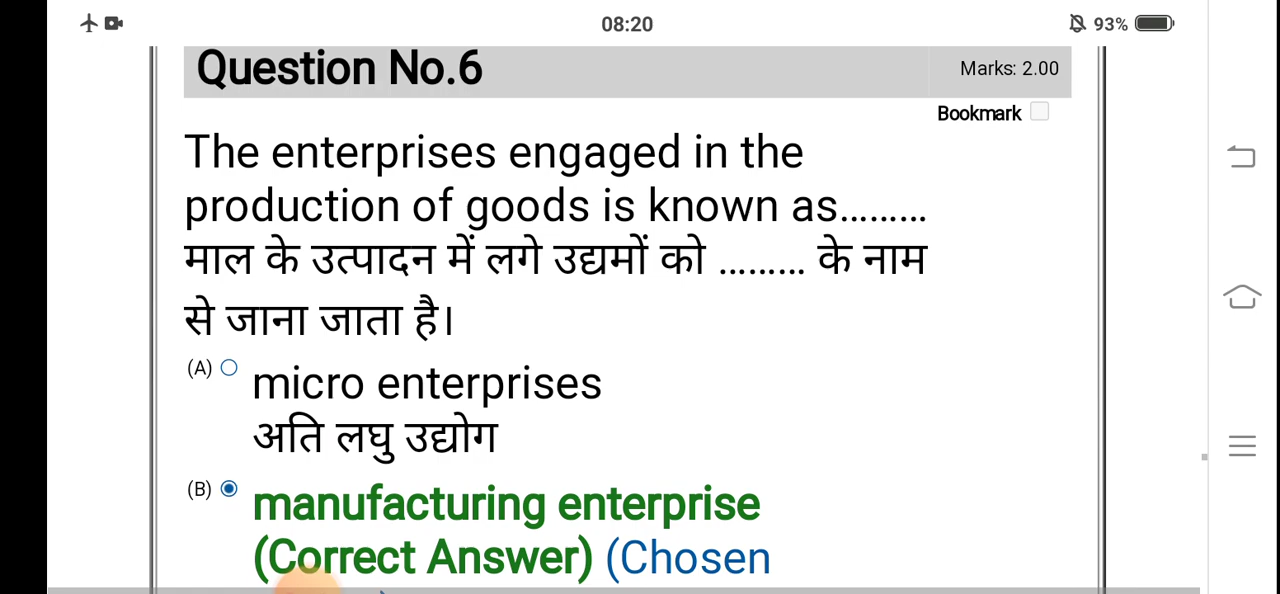 08:20
93%
Question No.6
Marks: 2.00
Bookmark
The enterprises engaged in the
production of goods is known as.........
माल के उत्पादन में लगे उद्यमों को ......... के नाम
से जाना जाता है।
(A)
micro enterprises
अति लघु उद्योग
(B)
manufacturing enterprise
(Correct Answer) (Chosen